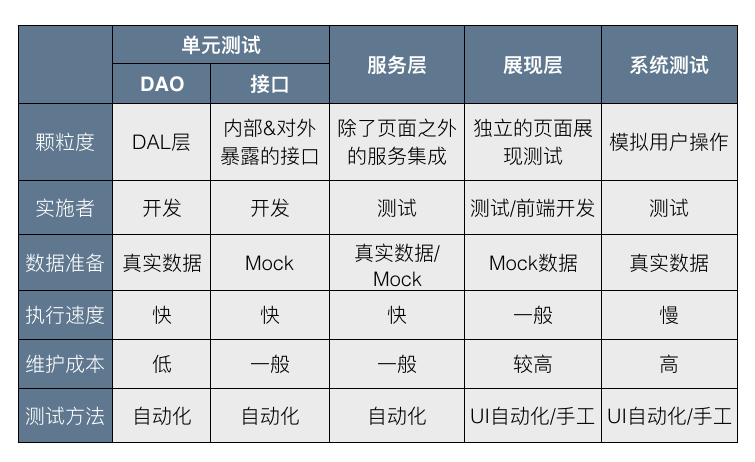 单元测试
服务层
展现层
系统测试
DAO
接口
颗粒度
DAL层
内部&对外
暴露的接口
除了页面之外
的服务集成
独立的页面展
现测试
模拟用户操作
实施者
开发
开发
测试
测试/前端开发
测试
数据准备
真实数据
Mock
真实数据/
Mock
Mock数据
真实数据
执行速度
快
快
快
一般
慢
维护成本
低
一般
一般
较高
高
测试方法
自动化
自动化
自动化
UI自动化/手工
UI自动化/手工